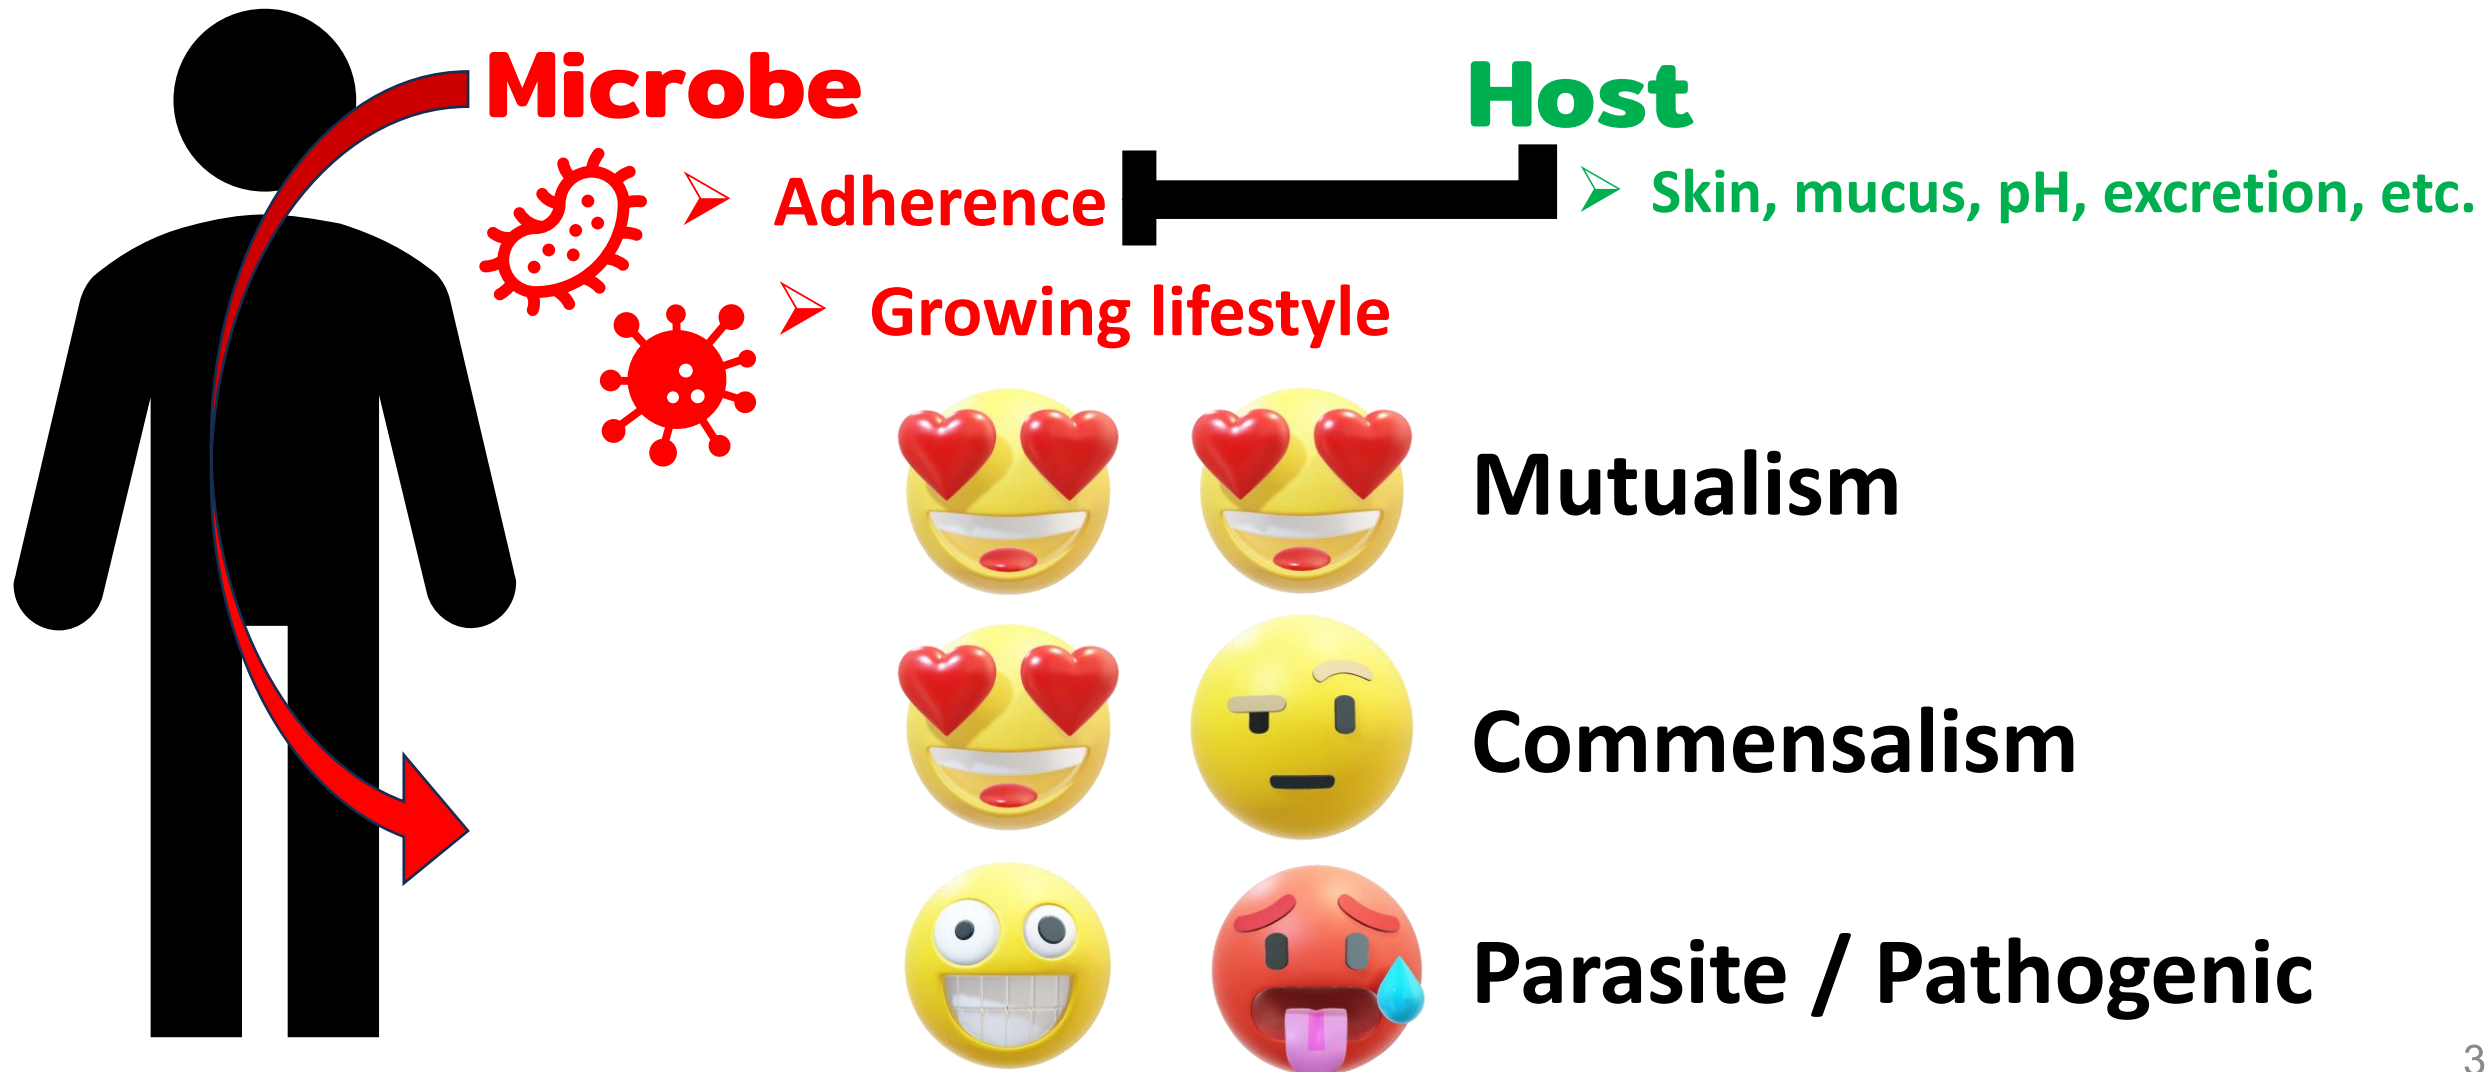 Microbe
Host
Adherence
Skin, mucus, pH, excretion, etc.
Growing lifestyle
Mutualism
Commensalism
Parasite / Pathogenic
3